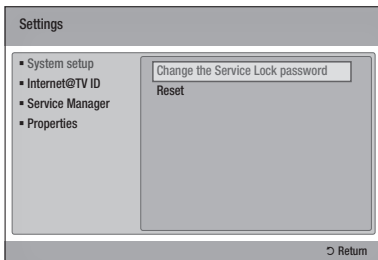 Settings
▪ System setup
▪ Internet@TV ID
▪ Service Manager
▪ Properties
Change the Service Lock password
Reset
Return